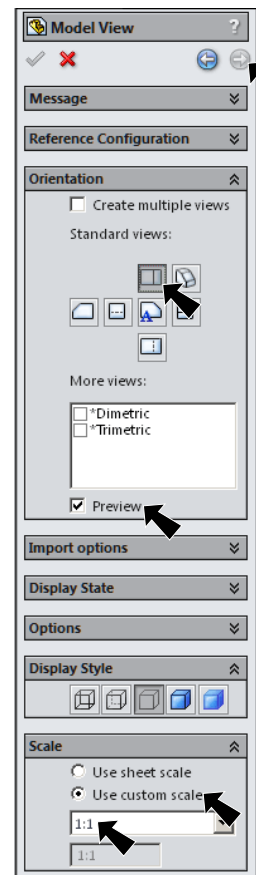 Model View ?
Message
Reference Configuration
Orientation
Create multiple views
Standard views:
A
More views:
*Dimetric
*Trimetric
Preview
Import options
Display State
Options
Display Style
Scale
Use sheet scale
Use custom scale
1:1
1:1